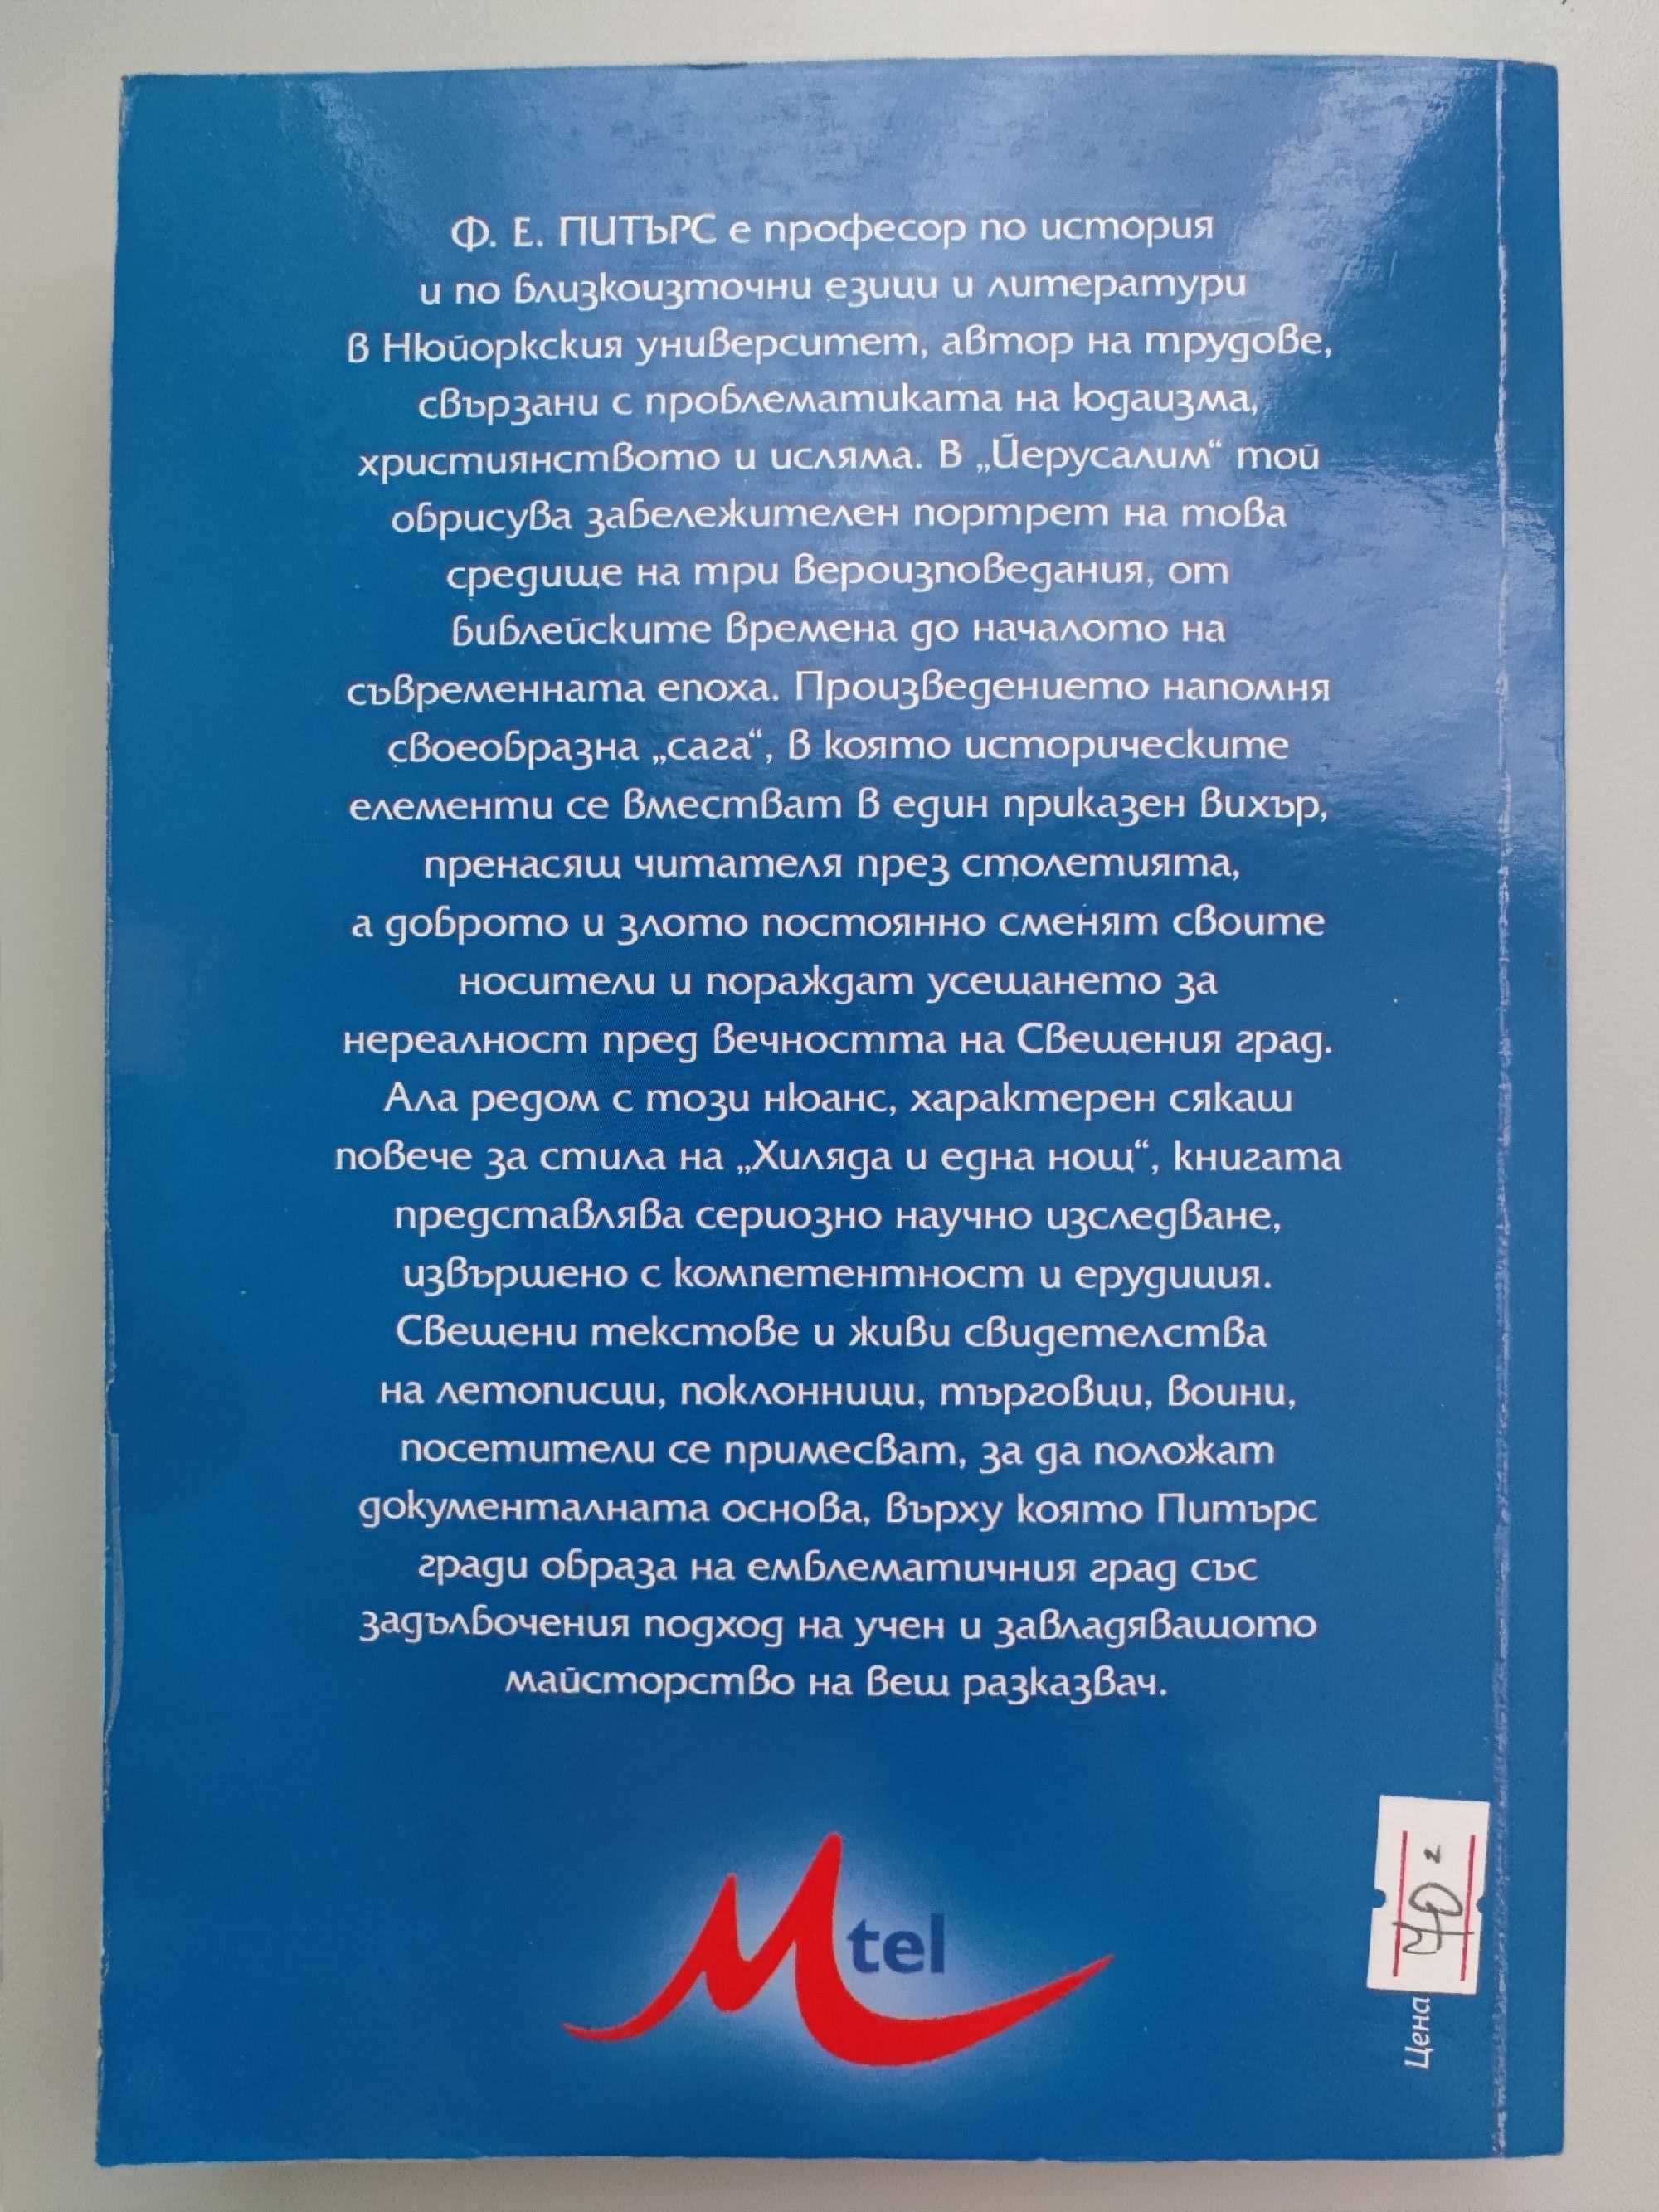 Ф. Е. ПИТЪРС е професор по история
и по близкоизточни езици и литератури
в Нюйоркския университет, автор на трудове,
свързани с проблематиката на юдаизма,
християнството и исляма. В „Йерусалим“ той
обрисува забележителен портрет на това
средище на три вероизповедания, от
библейските времена до началото на
съвременната епоха. Произведението напомня
своеобразна „сага“, в която историческите
елементи се вместват в един приказен вихър,
пренасящ читателя през столетията,
а доброто и злото постоянно сменят своите
носители и пораждат усещането за
нереалност пред вечността на Свещения град.
Ала редом с този нюанс, характерен сякаш
повече за стила на „Хиляда и една нощ“, книгата
представлява сериозно научно изследване,
извършено с компетентност и ерудиция.
Свещени текстове и живи свидетелства
на летописци, поклонници, търговци, воини,
посетители се примесват, за да положат
документалната основа, върху която Питърс
гради образа на емблематичния град със
задълбочения подход на учен и завладяващото
майсторство на вещ разказвач.
Mtel
Цена